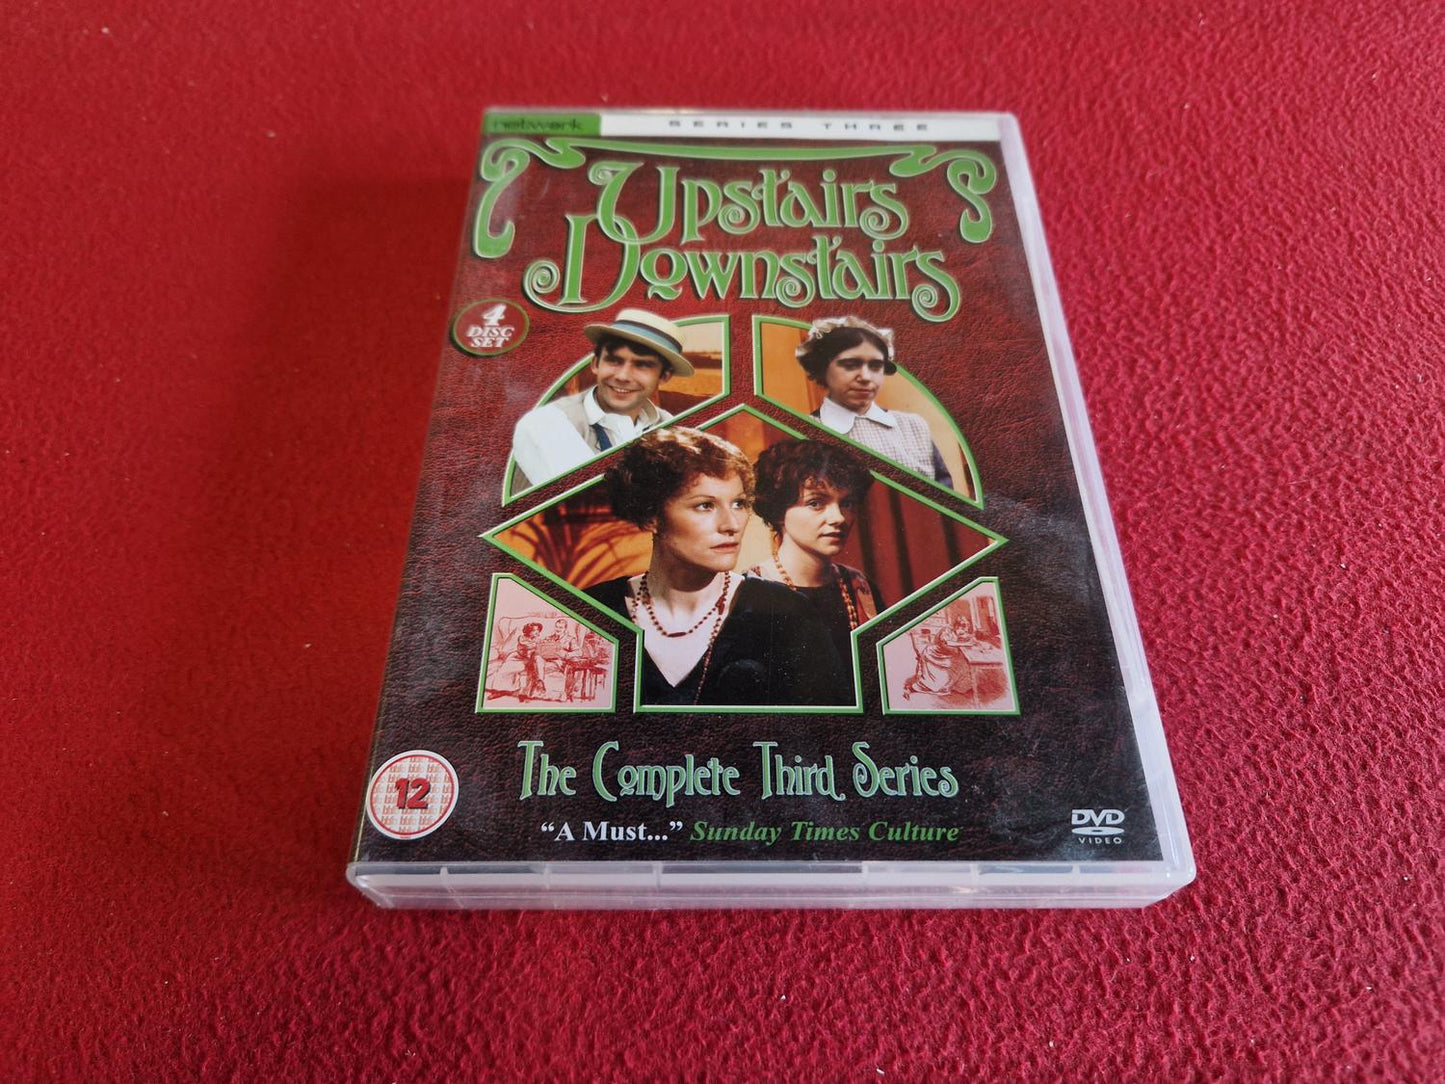 network SERIES THREE
Upstairs
Downstairs
4
DISC
SET
The Complete Third Series
12
"A Must..." Sunday Times Culture
DVD
VIDEO